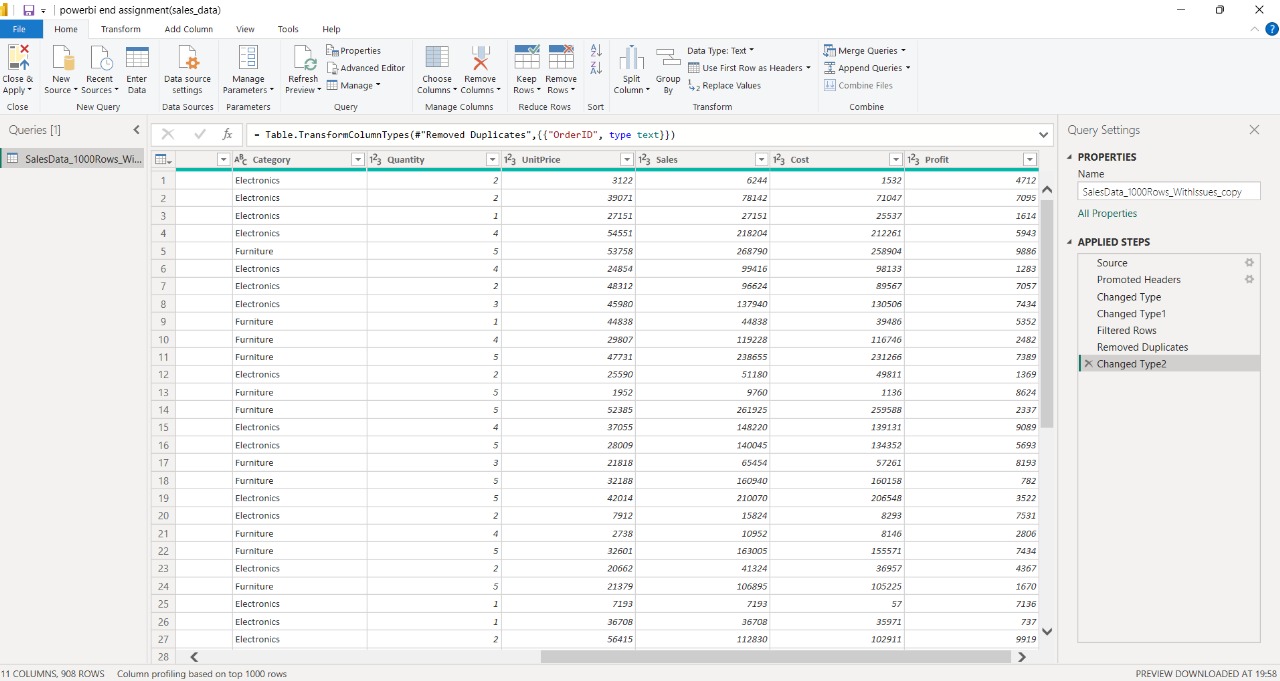 powerbi end assignment(sales_data)
File Home Transform Add Column View Tools Help
Close & Apply New Source Recent Sources Enter Data Data source settings Manage Parameters Refresh Preview Properties Advanced Editor Manage Choose Columns Remove Columns Keep Rows Remove Rows Split Column Group By Data Type: Text Use First Row as Headers Replace Values Merge Queries Append Queries Combine Files
Close New Query Data Sources Parameters Query Manage Columns Reduce Rows Sort Transform Combine
Queries [1]
SalesData_1000Rows_Wi...
fx = Table.TransformColumnTypes(#"Removed Duplicates",{{"OrderID", type text}})
ABC Category 123 Quantity 123 UnitPrice 123 Sales 123 Cost 123 Profit
1 Electronics 2 3122 6244 1532 4712
2 Electronics 2 39071 78142 71047 7095
3 Electronics 1 27151 27151 25537 1614
4 Electronics 4 54551 218204 212261 5943
5 Furniture 5 53758 268790 258904 9886
6 Electronics 4 24854 99416 98133 1283
7 Electronics 2 48312 96624 89567 7057
8 Electronics 3 45980 137940 130506 7434
9 Furniture 1 44838 44838 39486 5352
10 Furniture 4 29807 119228 116746 2482
11 Furniture 5 47731 238655 231266 7389
12 Electronics 2 25590 51180 49811 1369
13 Furniture 5 1952 9760 1136 8624
14 Furniture 5 52385 261925 259588 2337
15 Electronics 4 37055 148220 139131 9089
16 Electronics 5 28009 140045 134352 5693
17 Furniture 3 21818 65454 57261 8193
18 Furniture 5 32188 160940 160158 782
19 Electronics 5 42014 210070 206548 3522
20 Electronics 2 7912 15824 8293 7531
21 Furniture 4 2738 10952 8146 2806
22 Furniture 5 32601 163005 155571 7434
23 Electronics 2 20662 41324 36957 4367
24 Furniture 5 21379 106895 105225 1670
25 Electronics 1 7193 7193 57 7136
26 Electronics 1 36708 36708 35971 737
27 Electronics 2 56415 112830 102911 9919
28
Query Settings
PROPERTIES
Name
SalesData_1000Rows_WithIssues_copy
All Properties
APPLIED STEPS
Source
Promoted Headers
Changed Type
Changed Type1
Filtered Rows
Removed Duplicates
Changed Type2
11 COLUMNS, 908 ROWS Column profiling based on top 1000 rows
PREVIEW DOWNLOADED AT 19:58